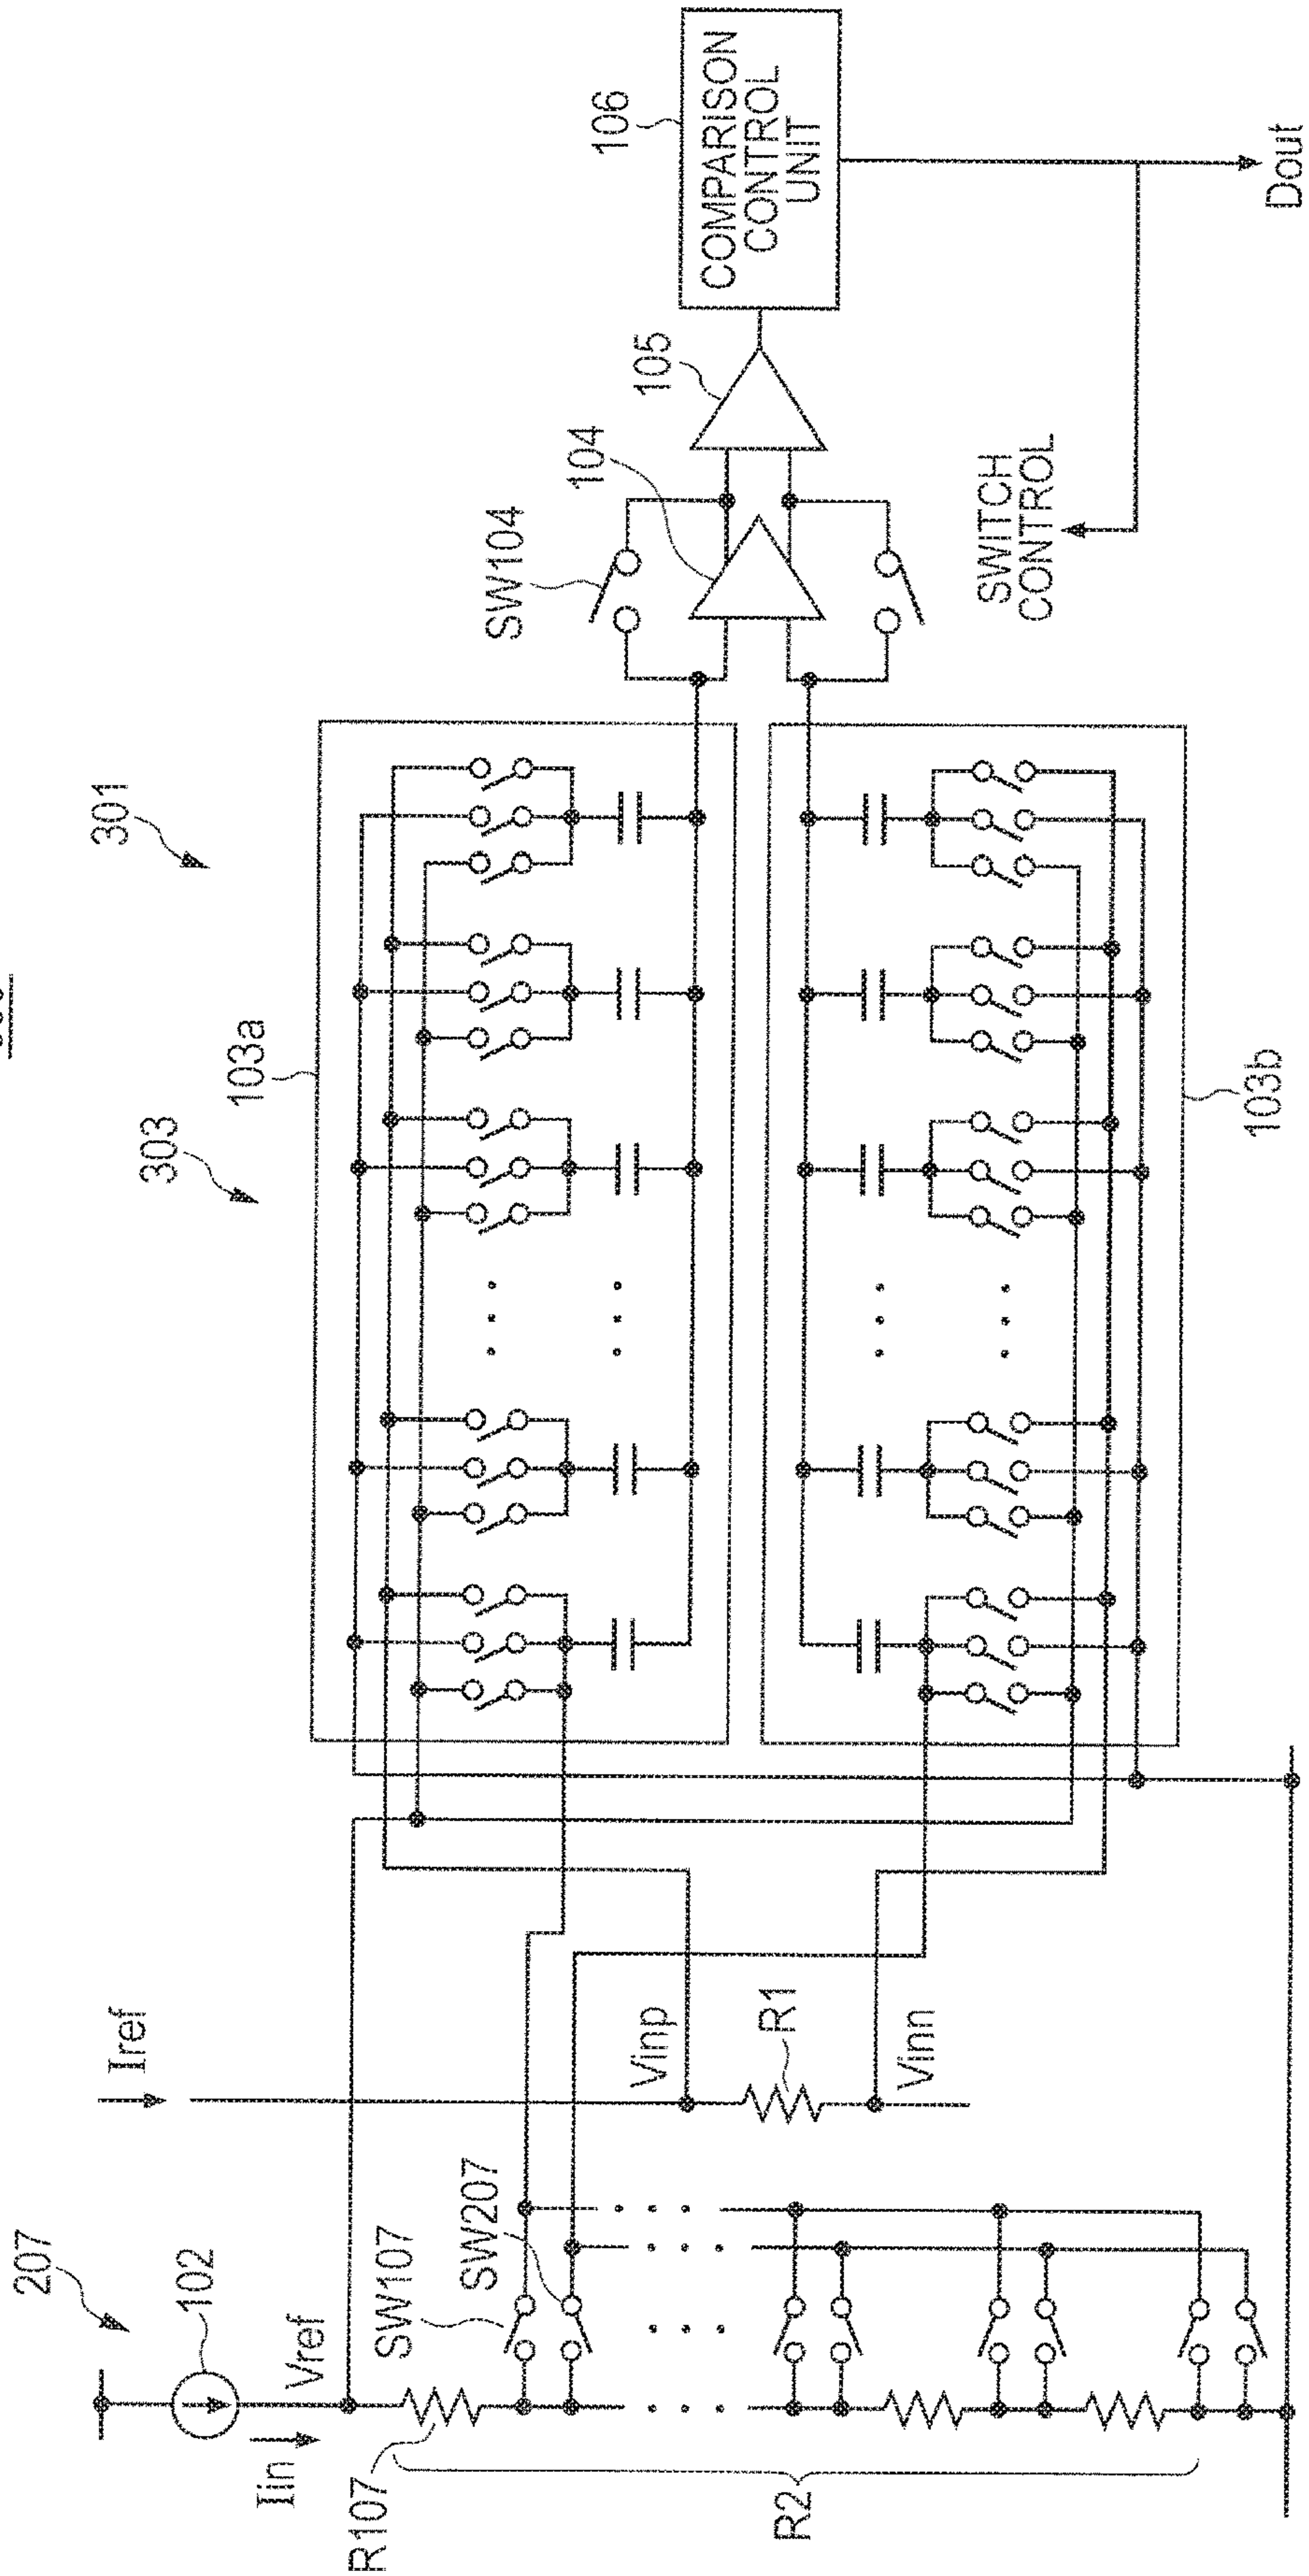 301
303
103a
103b
SW104
104
105
106
COMPARISON
CONTROL
UNIT
SWITCH
CONTROL
Dout
207
102
Vref
Iin
R107
SW107
SW207
R2
Iref
Vinp
R1
Vinn